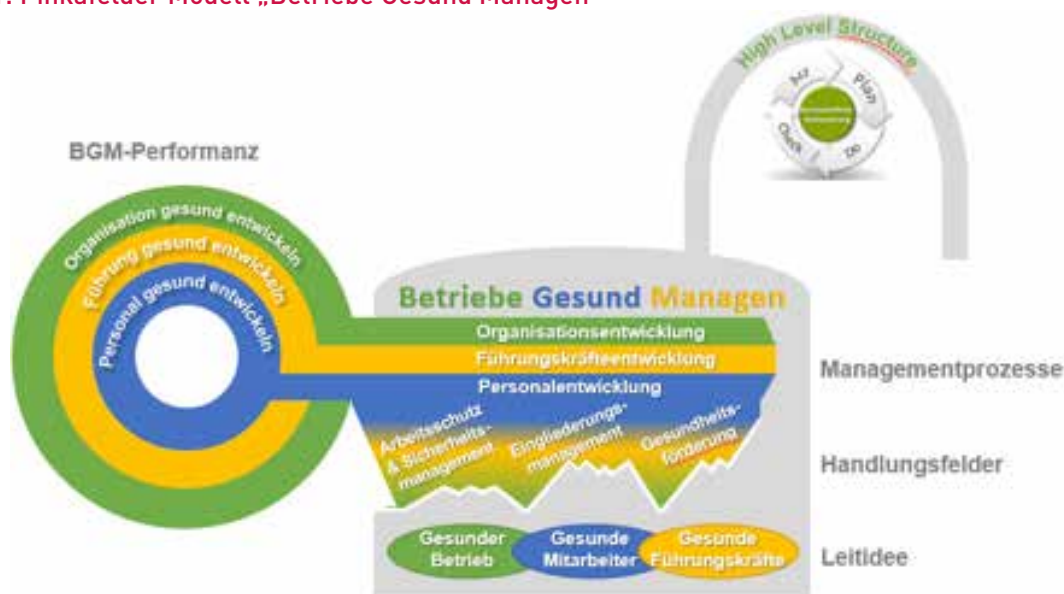 Pinkafelder Modell „Betriebe Gesund Managen“
High Level Structure
Act
Plan
Do
Check
BGM-Performanz
Organisation gesund entwickeln
Führung gesund entwickeln
Personal gesund entwickeln
Betriebe Gesund Managen
Organisationsentwicklung
Führungskräfteentwicklung
Personalentwicklung
Managementprozesse
Arbeitsschutz
& Sicherheits-
management
Eingliederungs-
management
Gesundheits-
förderung
Handlungsfelder
Gesunder
Betrieb
Gesunde
Mitarbeiter
Gesunde
Führungskräfte
Leitidee